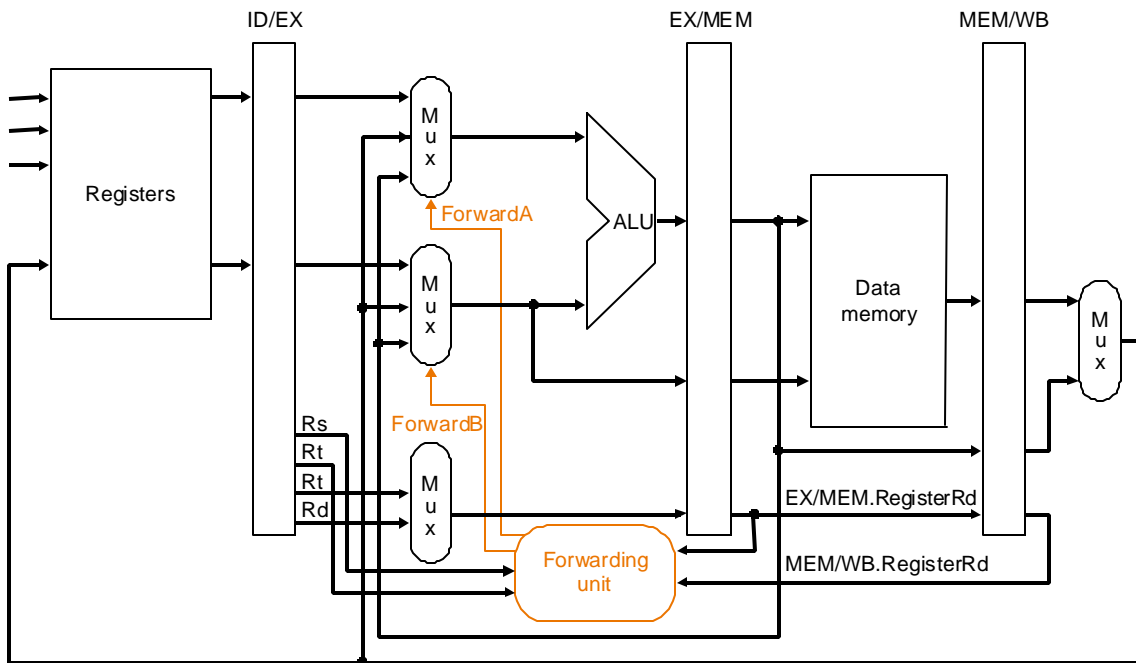 ID/EX
EX/MEM
MEM/WB
Registers
M
u
x
ForwardA
ALU
M
u
x
Data
memory
M
u
x
ForwardB
Rs
Rt
Rt
Rd
M
u
x
EX/MEM.RegisterRd
Forwarding
unit
MEM/WB.RegisterRd